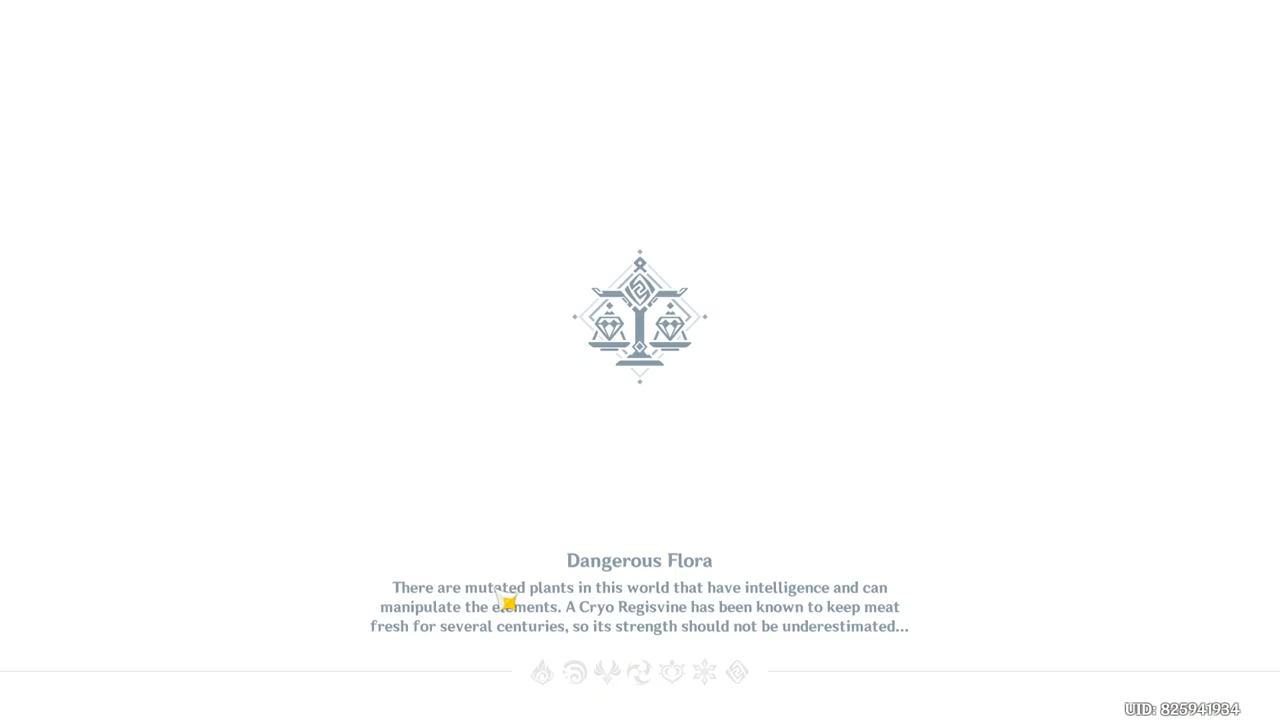 Dangerous Flora
There are mutated plants in this world that have intelligence and can
manipulate the elements. A Cryo Regisvine has been known to keep meat
fresh for several centuries, so its strength should not be underestimated...
UID: 825941934